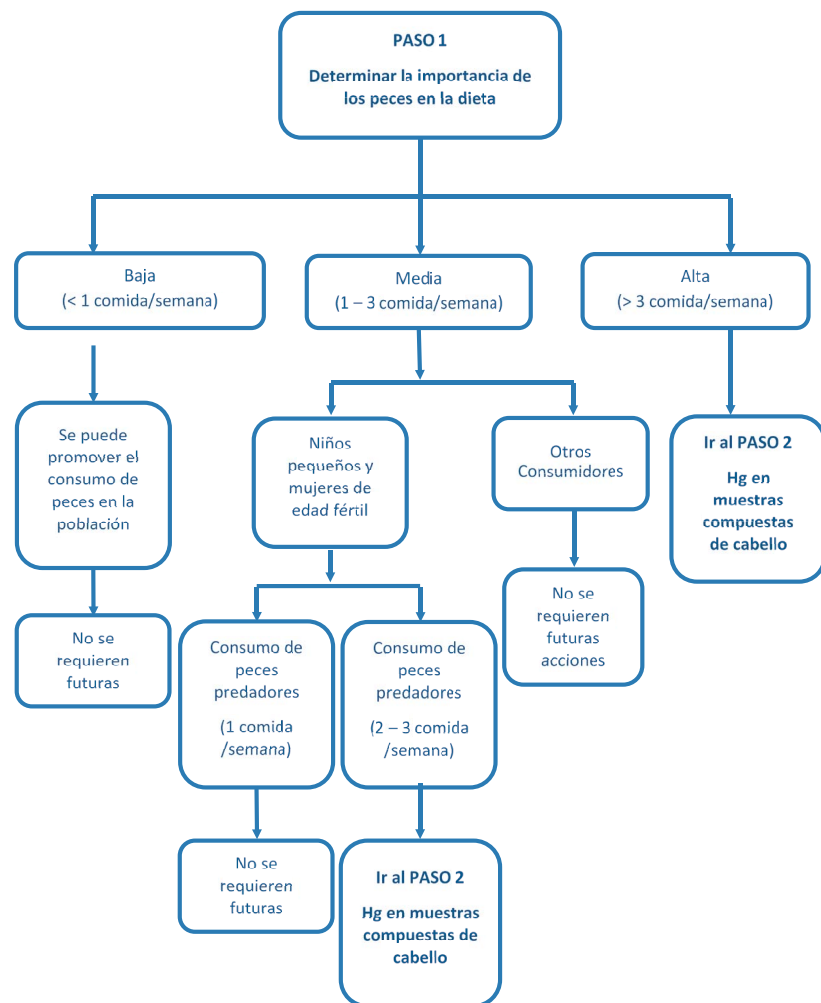 PASO 1
Determinar la importancia de
los peces en la dieta
Baja
(< 1 comida/semana)
Media
(1 – 3 comida/semana)
Alta
(> 3 comida/semana)
Se puede
promover el
consumo de
peces en la
población
Niños
pequeños y
mujeres de
edad fértil
Otros
Consumidores
Ir al PASO 2
Hg en
muestras
compuestas
de cabello
No se
requieren
futuras
Consumo de
peces
predadores
(1 comida
/semana)
Consumo de
peces
predadores
(2 – 3 comida
/semana)
No se
requieren
futuras
acciones
No se
requieren
futuras
Ir al PASO 2
Hg en muestras
compuestas de
cabello